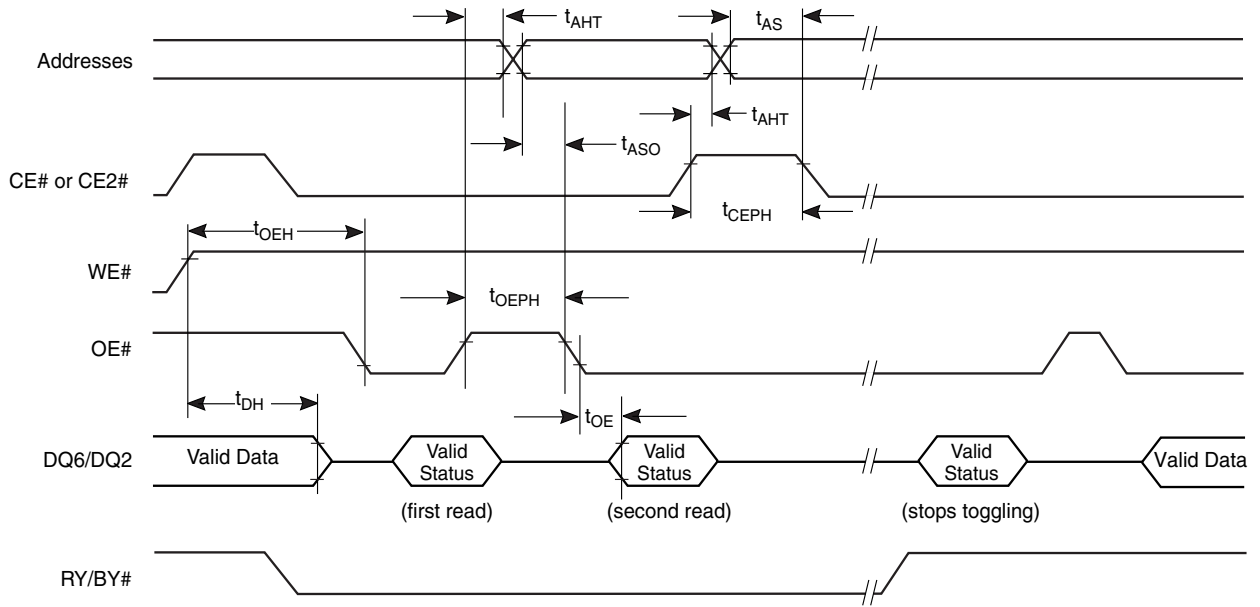 tAHT
tAS
Addresses
tAHT
tASO
CE# or CE2#
tCEPH
tOEH
WE#
tOEPH
OE#
tDH
tOE
DQ6/DQ2
Valid Data
Valid
Status
Valid
Status
Valid
Status
Valid Data
(first read)
(second read)
(stops toggling)
RY/BY#